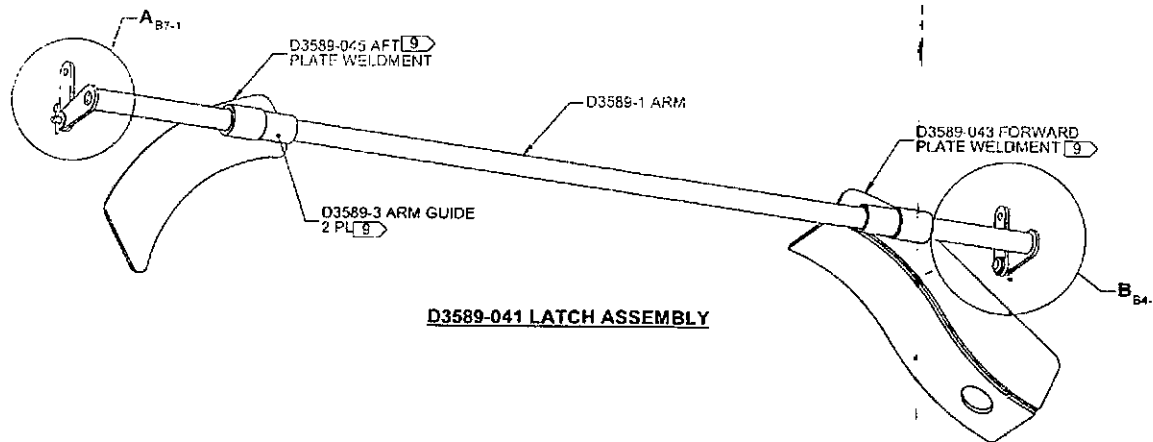 A B7-1
D3589-045 AFT 9
PLATE WELDMENT
D3589-1 ARM
D3589-043 FORWARD
PLATE WELDMENT 9
D3589-3 ARM GUIDE
2 PL 9
B B4-
D3589-041 LATCH ASSEMBLY